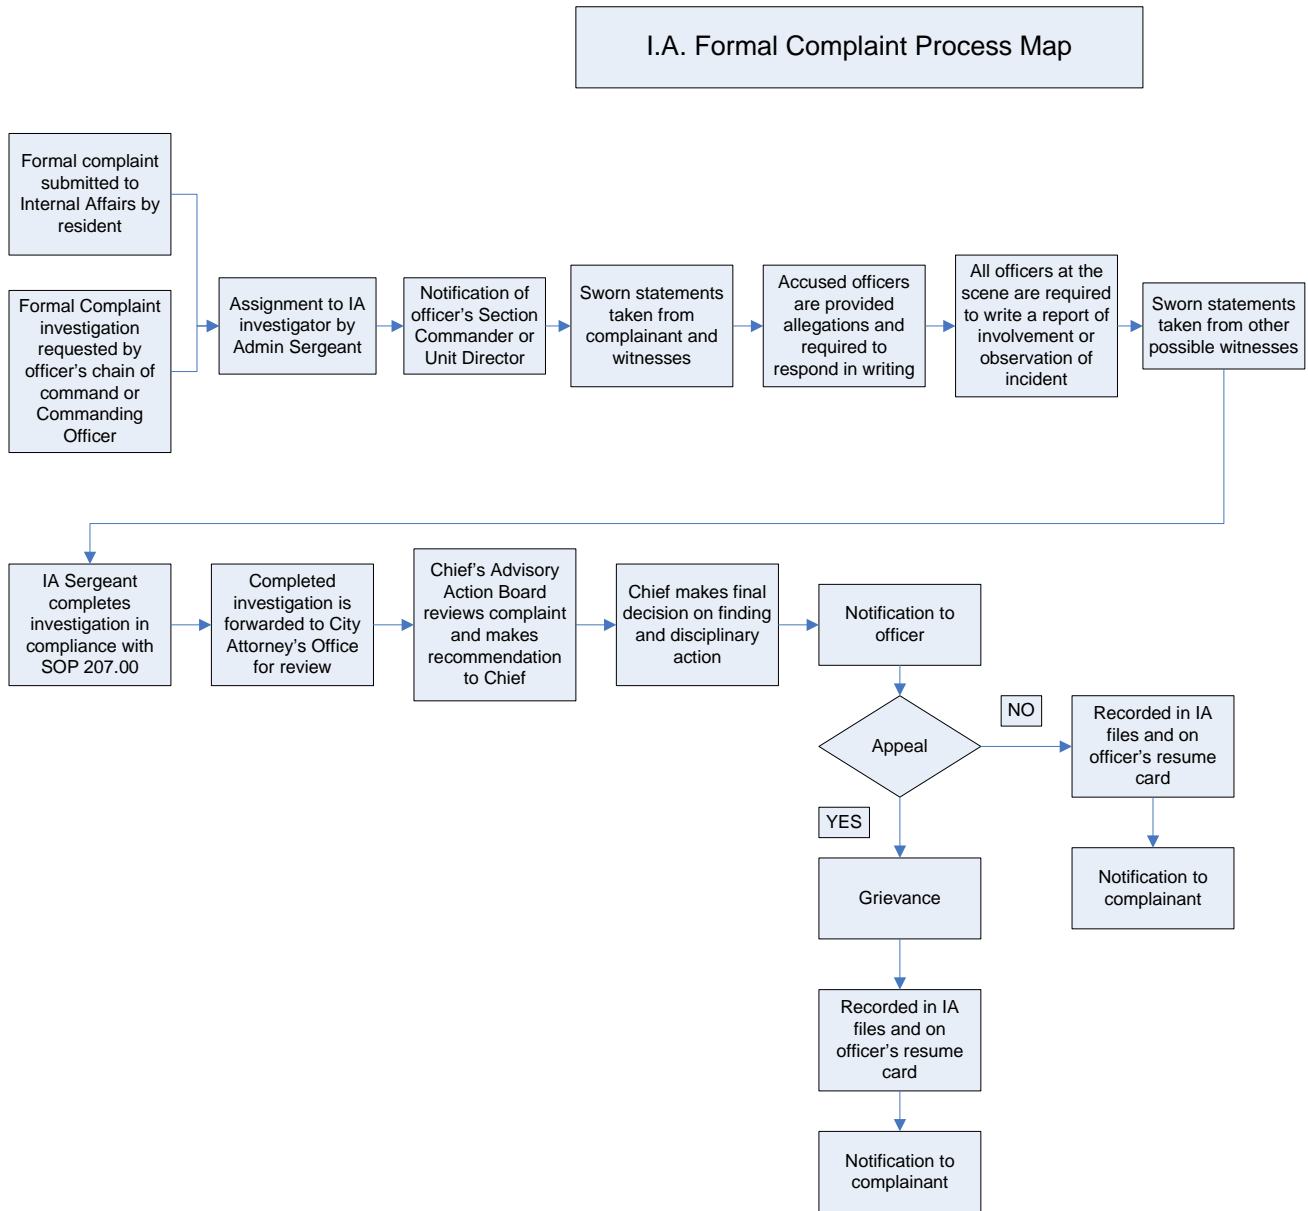 I.A. Formal Complaint Process Map
Formal complaint
submitted to
Internal Affairs by
resident
Formal Complaint
investigation
requested by
officer's chain of
command or
Commanding
Officer
Assignment to IA
investigator by
Admin Sergeant
Notification of
officer's Section
Commander or
Unit Director
Sworn statements
taken from
complainant and
witnesses
Accused officers
are provided
allegations and
required to
respond in writing
All officers at the
scene are required
to write a report of
involvement or
observation of
incident
Sworn statements
taken from other
possible witnesses
IA Sergeant
completes
investigation in
compliance with
SOP 207.00
Completed
investigation is
forwarded to City
Attorney's Office
for review
Chief's Advisory
Action Board
reviews complaint
and makes
recommendation
to Chief
Chief makes final
decision on finding
and disciplinary
action
Notification to
officer
Appeal
NO
Recorded in IA
files and on
officer's resume
card
Notification to
complainant
YES
Grievance
Recorded in IA
files and on
officer's resume
card
Notification to
complainant